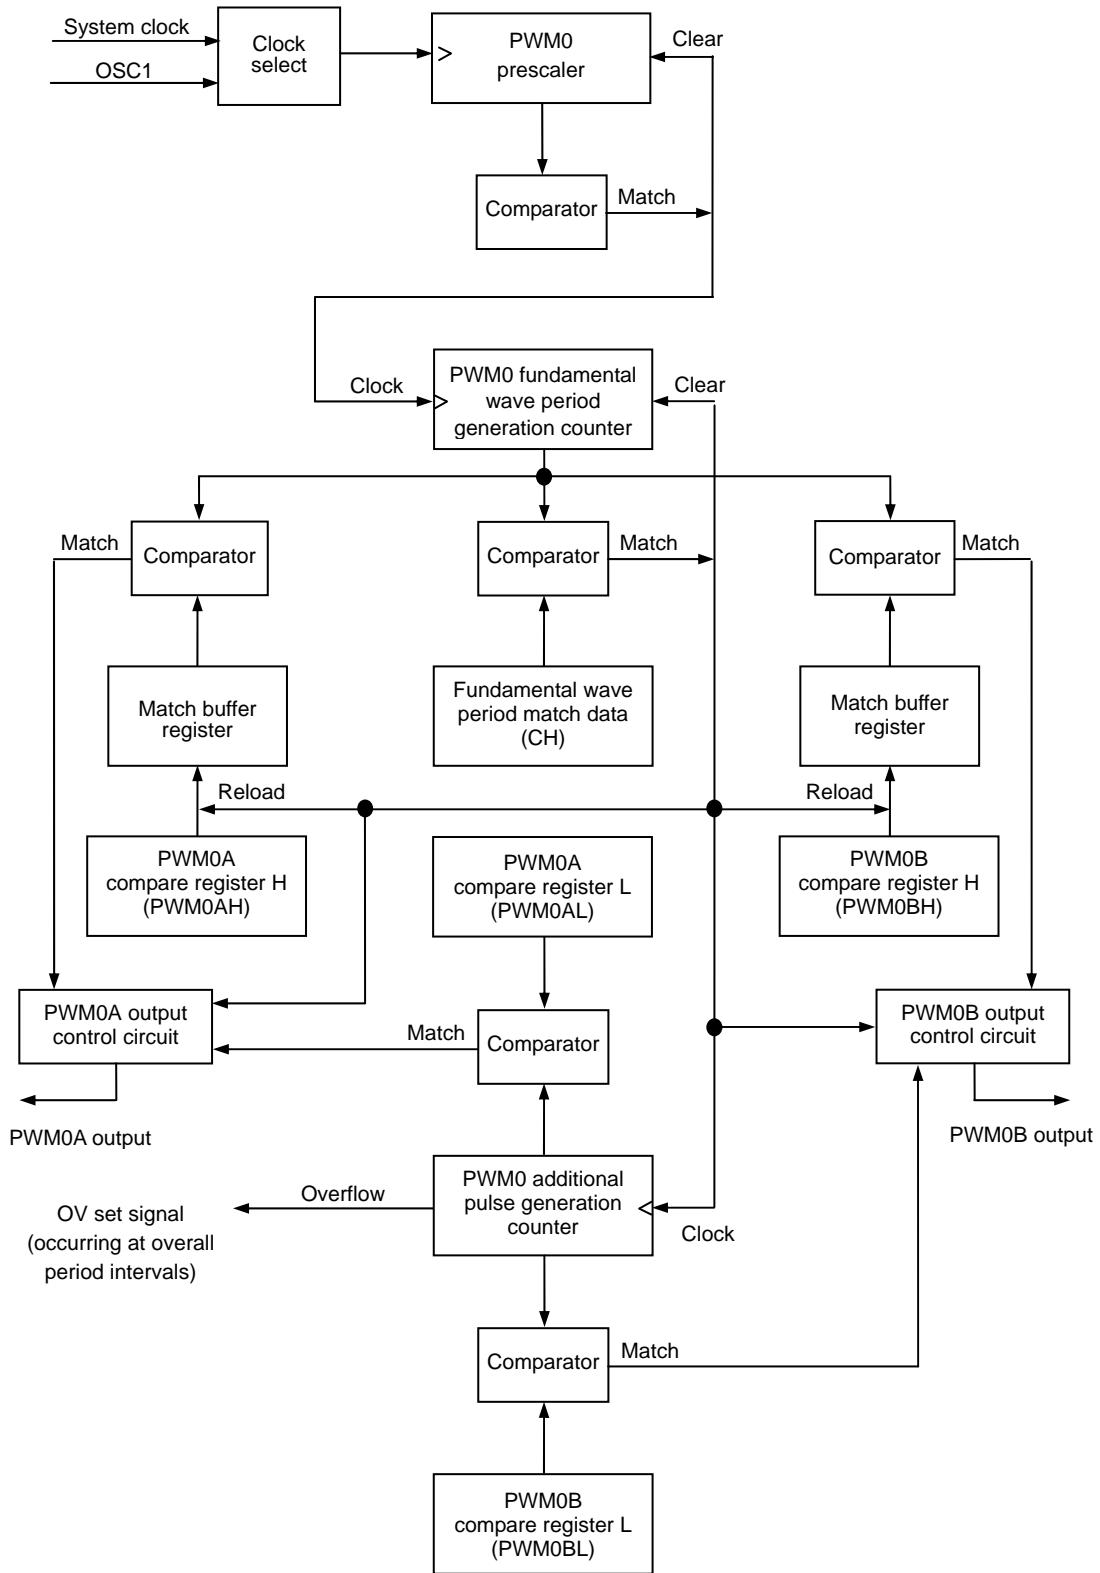 System clock
OSC1
Clock
select
PWM0
prescaler
Clear
Comparator
Match
Clock
PWM0 fundamental
wave period
generation counter
Clear
Match
Comparator
Comparator
Match
Comparator
Match
Match buffer
register
Fundamental wave
period match data
(CH)
Match buffer
register
Reload
Reload
PWM0A
compare register H
(PWM0AH)
PWM0A
compare register L
(PWM0AL)
PWM0B
compare register H
(PWM0BH)
PWM0A output
control circuit
Match
Comparator
PWM0B output
control circuit
PWM0A output
PWM0B output
OV set signal
(occurring at overall
period intervals)
Overflow
PWM0 additional
pulse generation
counter
Clock
Comparator
Match
PWM0B
compare register L
(PWM0BL)